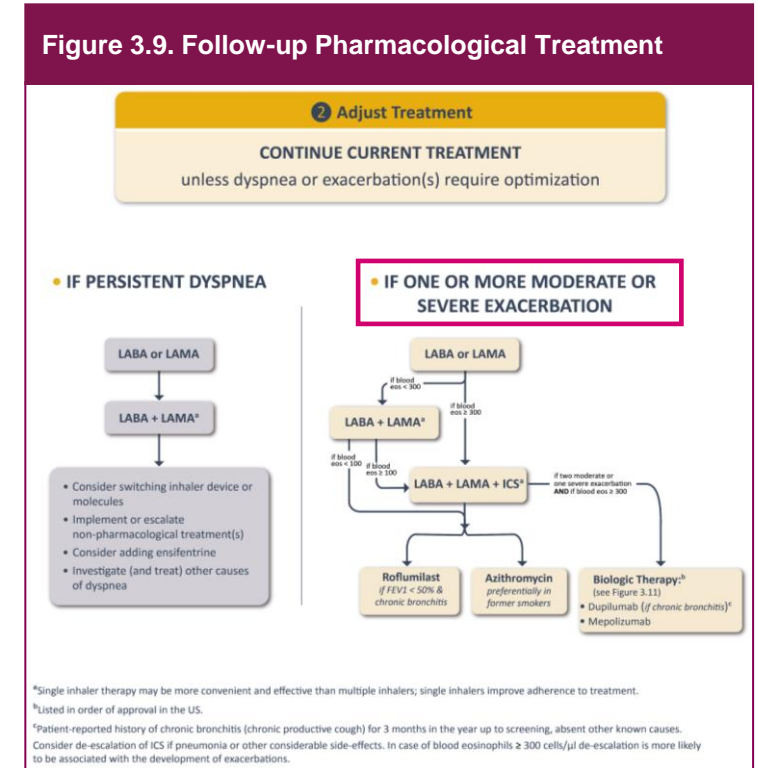 Figure 3.9. Follow-up Pharmacological Treatment
2 Adjust Treatment
CONTINUE CURRENT TREATMENT
unless dyspnea or exacerbation(s) require optimization
• IF PERSISTENT DYSPNEA
LABA or LAMA
LABA + LAMAᵃ
• Consider switching inhaler device or
molecules
• Implement or escalate
non-pharmacological treatment(s)
• Consider adding ensifentrine
• Investigate (and treat) other causes
of dyspnea
• IF ONE OR MORE MODERATE OR
SEVERE EXACERBATION
LABA or LAMA
if blood
eos < 300
if blood
eos ≥ 300
LABA + LAMAᵃ
if blood
eos < 100
if blood
eos ≥ 100
LABA + LAMA + ICSᵃ
if two moderate or
one severe exacerbation
AND if blood eos ≥ 300
Roflumilast
if FEV1 < 50% &
chronic bronchitis
Azithromycin
preferentially in
former smokers
Biologic Therapy:ᵇ
(see Figure 3.11)
• Dupilumab (if chronic bronchitis)ᶜ
• Mepolizumab
ᵃSingle inhaler therapy may be more convenient and effective than multiple inhalers; single inhalers improve adherence to treatment.
ᵇListed in order of approval in the US.
ᶜPatient-reported history of chronic bronchitis (chronic productive cough) for 3 months in the year up to screening, absent other known causes.
Consider de-escalation of ICS if pneumonia or other considerable side-effects. In case of blood eosinophils ≥ 300 cells/µl de-escalation is more likely
to be associated with the development of exacerbations.